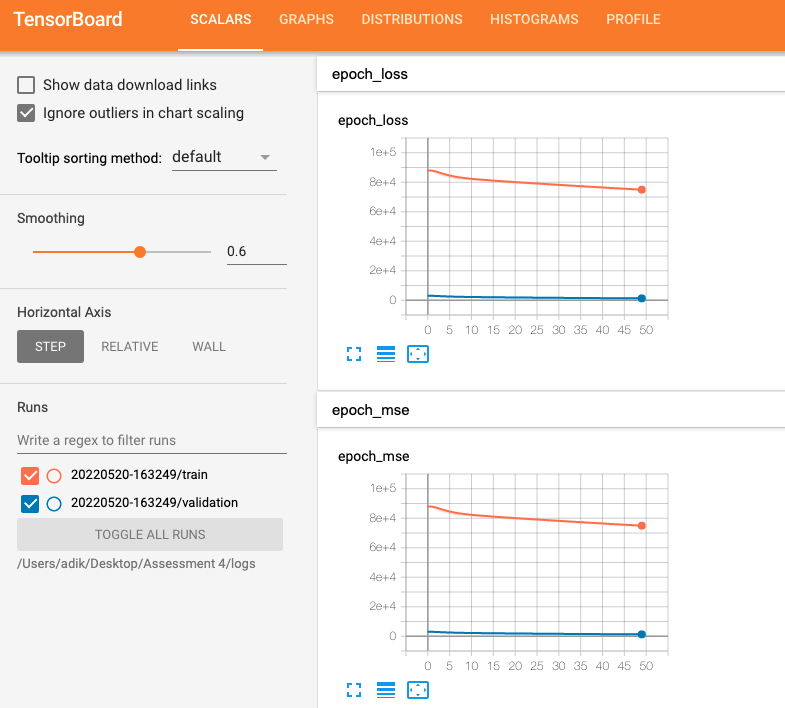 TensorBoard
SCALARS GRAPHS DISTRIBUTIONS HISTOGRAMS PROFILE
Show data download links
Ignore outliers in chart scaling
Tooltip sorting method: default
Smoothing
0.6
Horizontal Axis
STEP RELATIVE WALL
Runs
Write a regex to filter runs
20220520-163249/train
20220520-163249/validation
TOGGLE ALL RUNS
/Users/adik/Desktop/Assessment 4/logs
epoch_loss
epoch_loss
1e+5
8e+4
6e+4
4e+4
2e+4
0
0 5 10 15 20 25 30 35 40 45 50
epoch_mse
epoch_mse
1e+5
8e+4
6e+4
4e+4
2e+4
0
0 5 10 15 20 25 30 35 40 45 50